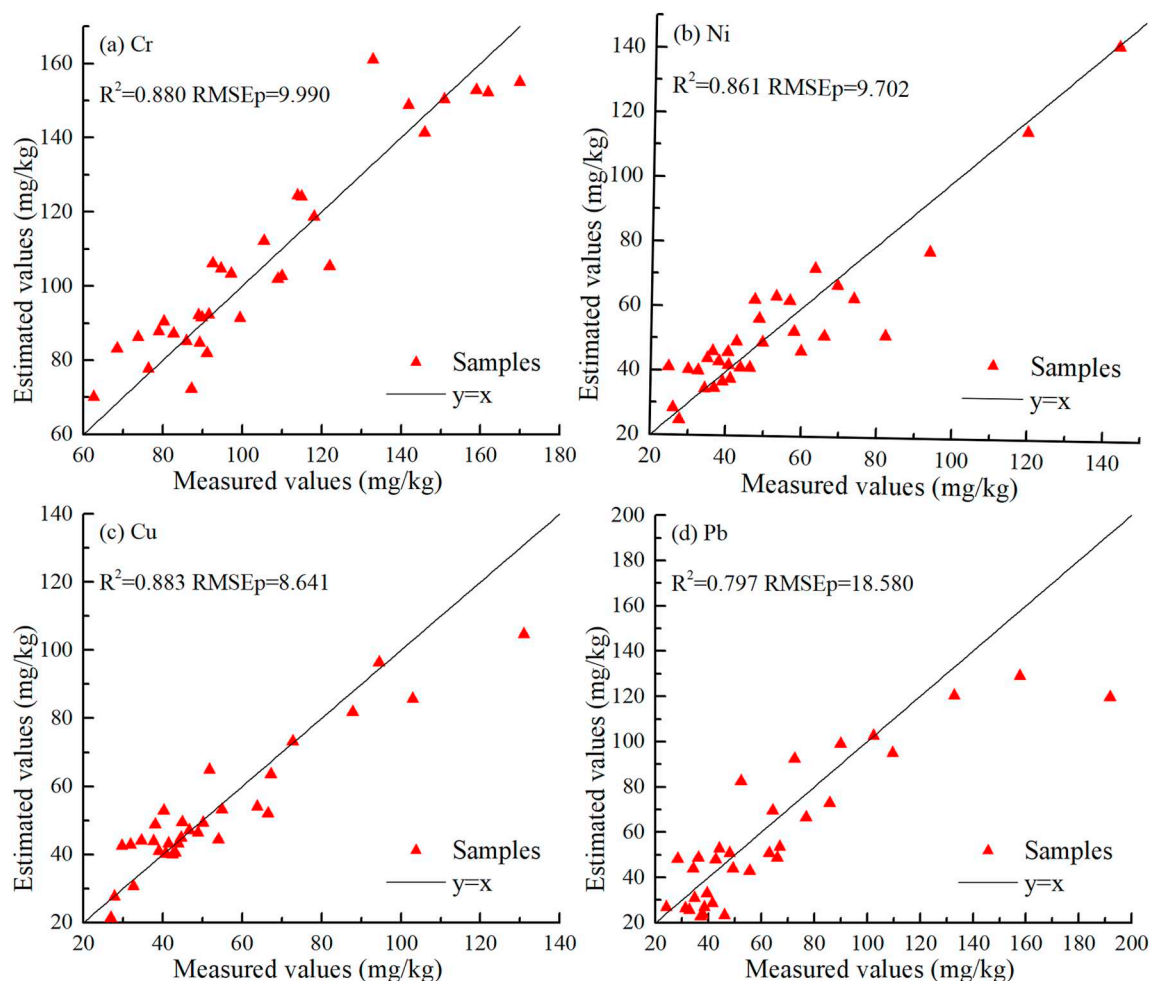 (a) Cr
R²=0.880 RMSEp=9.990
Estimated values (mg/kg)
160
140
120
100
80
60
Samples
y=x
60 80 100 120 140 160 180
Measured values (mg/kg)
(b) Ni
R²=0.861 RMSEp=9.702
Estimated values (mg/kg)
140
120
100
80
60
40
20
Samples
y=x
20 40 60 80 100 120 140
Measured values (mg/kg)
(c) Cu
R²=0.883 RMSEp=8.641
Estimated values (mg/kg)
140
120
100
80
60
40
20
Samples
y=x
20 40 60 80 100 120 140
Measured values (mg/kg)
(d) Pb
R²=0.797 RMSEp=18.580
Estimated values (mg/kg)
200
180
160
140
120
100
80
60
40
20
Samples
y=x
20 40 60 80 100 120 140 160 180 200
Measured values (mg/kg)